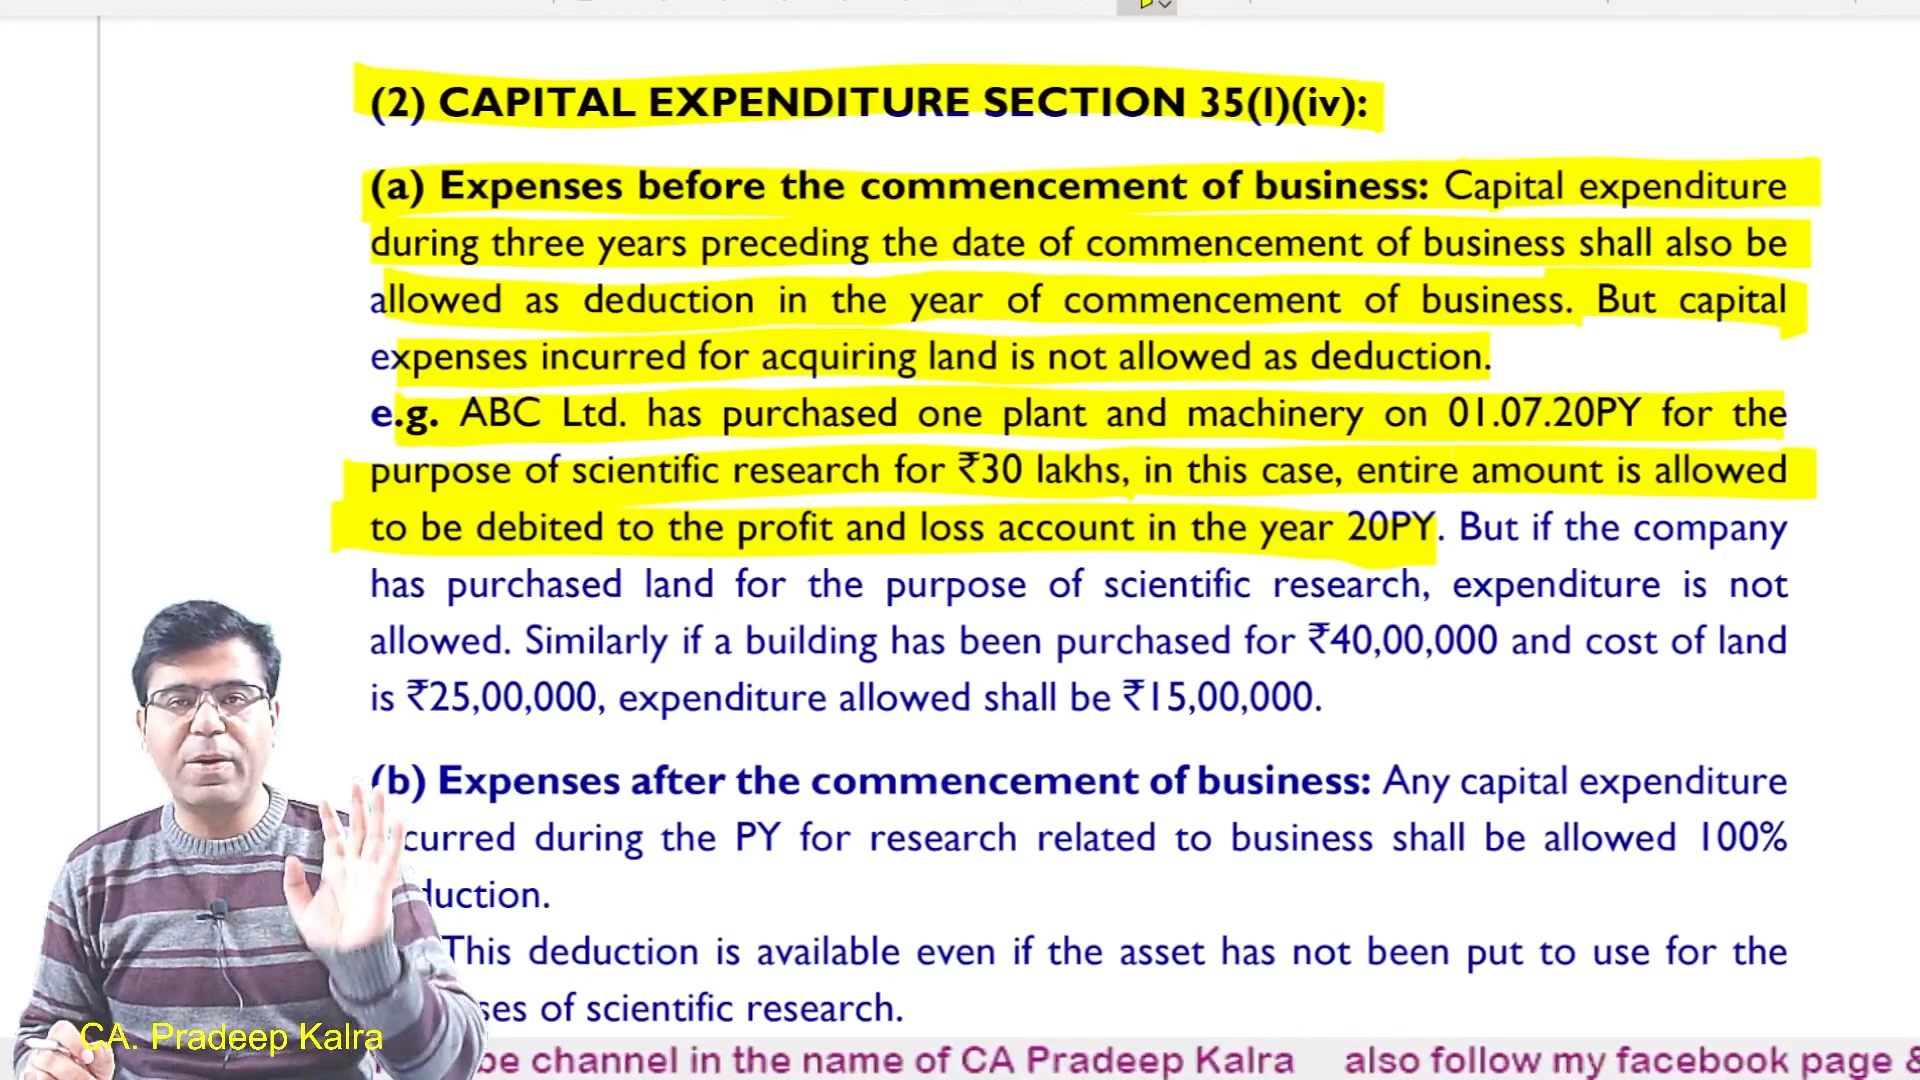 (2) CAPITAL EXPENDITURE SECTION 35(I)(iv):
(a) Expenses before the commencement of business: Capital expenditure
during three years preceding the date of commencement of business shall also be
allowed as deduction in the year of commencement of business. But capital
expenses incurred for acquiring land is not allowed as deduction.
e.g. ABC Ltd. has purchased one plant and machinery on 01.07.20PY for the
purpose of scientific research for ₹30 lakhs, in this case, entire amount is allowed
to be debited to the profit and loss account in the year 20PY. But if the company
has purchased land for the purpose of scientific research, expenditure is not
allowed. Similarly if a building has been purchased for ₹40,00,000 and cost of land
is ₹25,00,000, expenditure allowed shall be ₹15,00,000.
(b) Expenses after the commencement of business: Any capital expenditure
curred during the PY for research related to business shall be allowed 100%
duction.
This deduction is available even if the asset has not been put to use for the
ses of scientific research.
CA. Pradeep Kalra
be channel in the name of CA Pradeep Kalra also follow my facebook page &